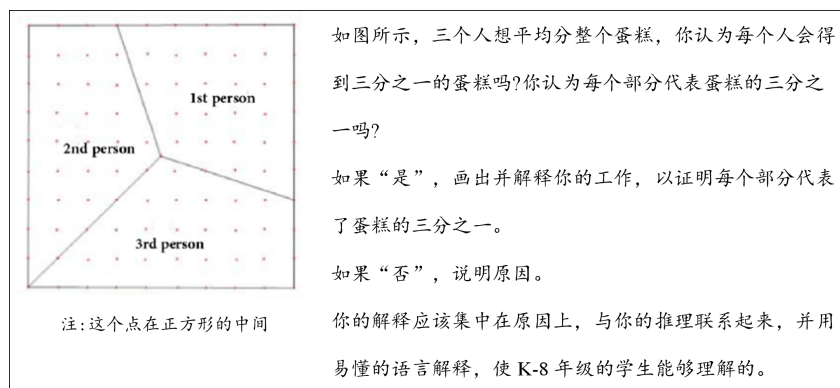 1st person
2nd person
3rd person
注:这个点在正方形的中间
如图所示，三个人想平均分整个蛋糕，你认为每个人会得
到三分之一的蛋糕吗?你认为每个部分代表蛋糕的三分之
一吗?
如果“是”，画出并解释你的工作，以证明每个部分代表
了蛋糕的三分之一。
如果“否”，说明原因。
你的解释应该集中在原因上，与你的推理联系起来，并用
易懂的语言解释，使 K-8 年级的学生能够理解的。